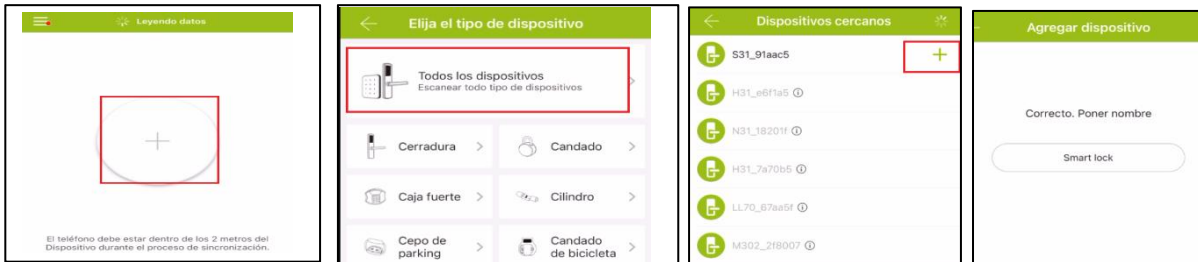 Leyendo datos
El teléfono debe estar dentro de los 2 metros del
Dispositivo durante el proceso de sincronización.
Elija el tipo de dispositivo
Todos los dispositivos
Escanear todo tipo de dispositivos
Cerradura
Candado
Caja fuerte
Cilindro
Cepo de
parking
Candado
de bicicleta
Dispositivos cercanos
S31_91aac5
H31_e6f1a5
N31_18201f
H31_7a70b5
LL70_67aa5f
M302_2f8007
Agregar dispositivo
Correcto. Poner nombre
Smart lock